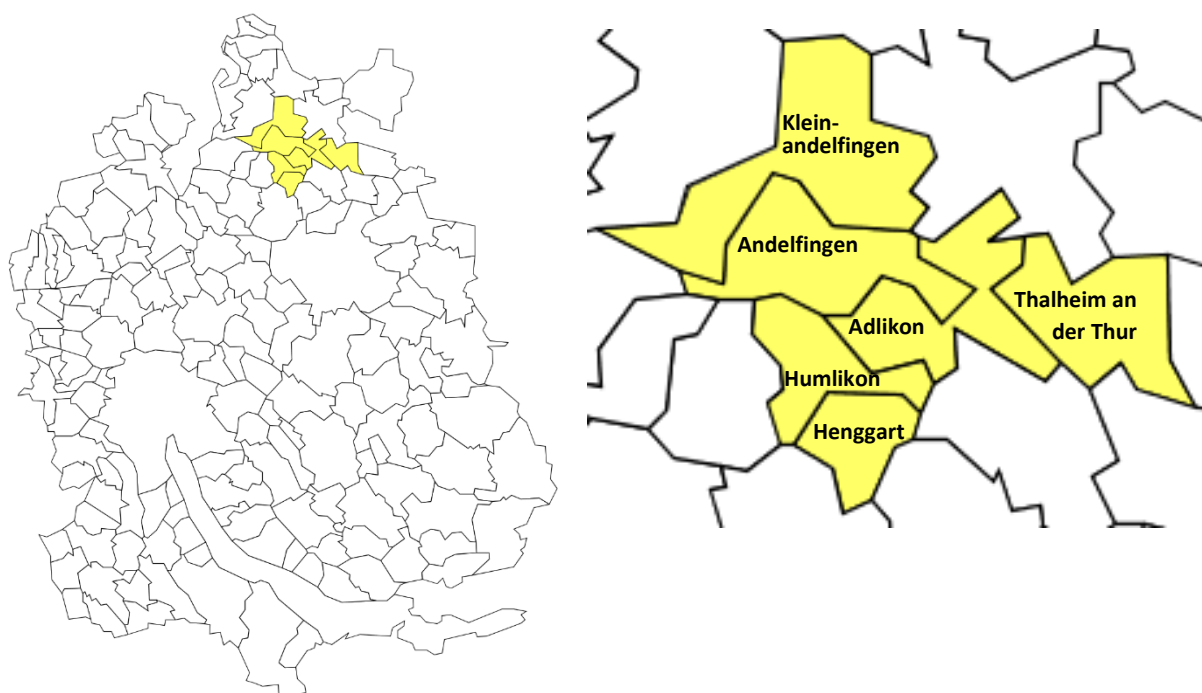 Klein-
andelfingen
Andelfingen
Thalheim an
der Thur
Adlikon
Humlikon
Henggart